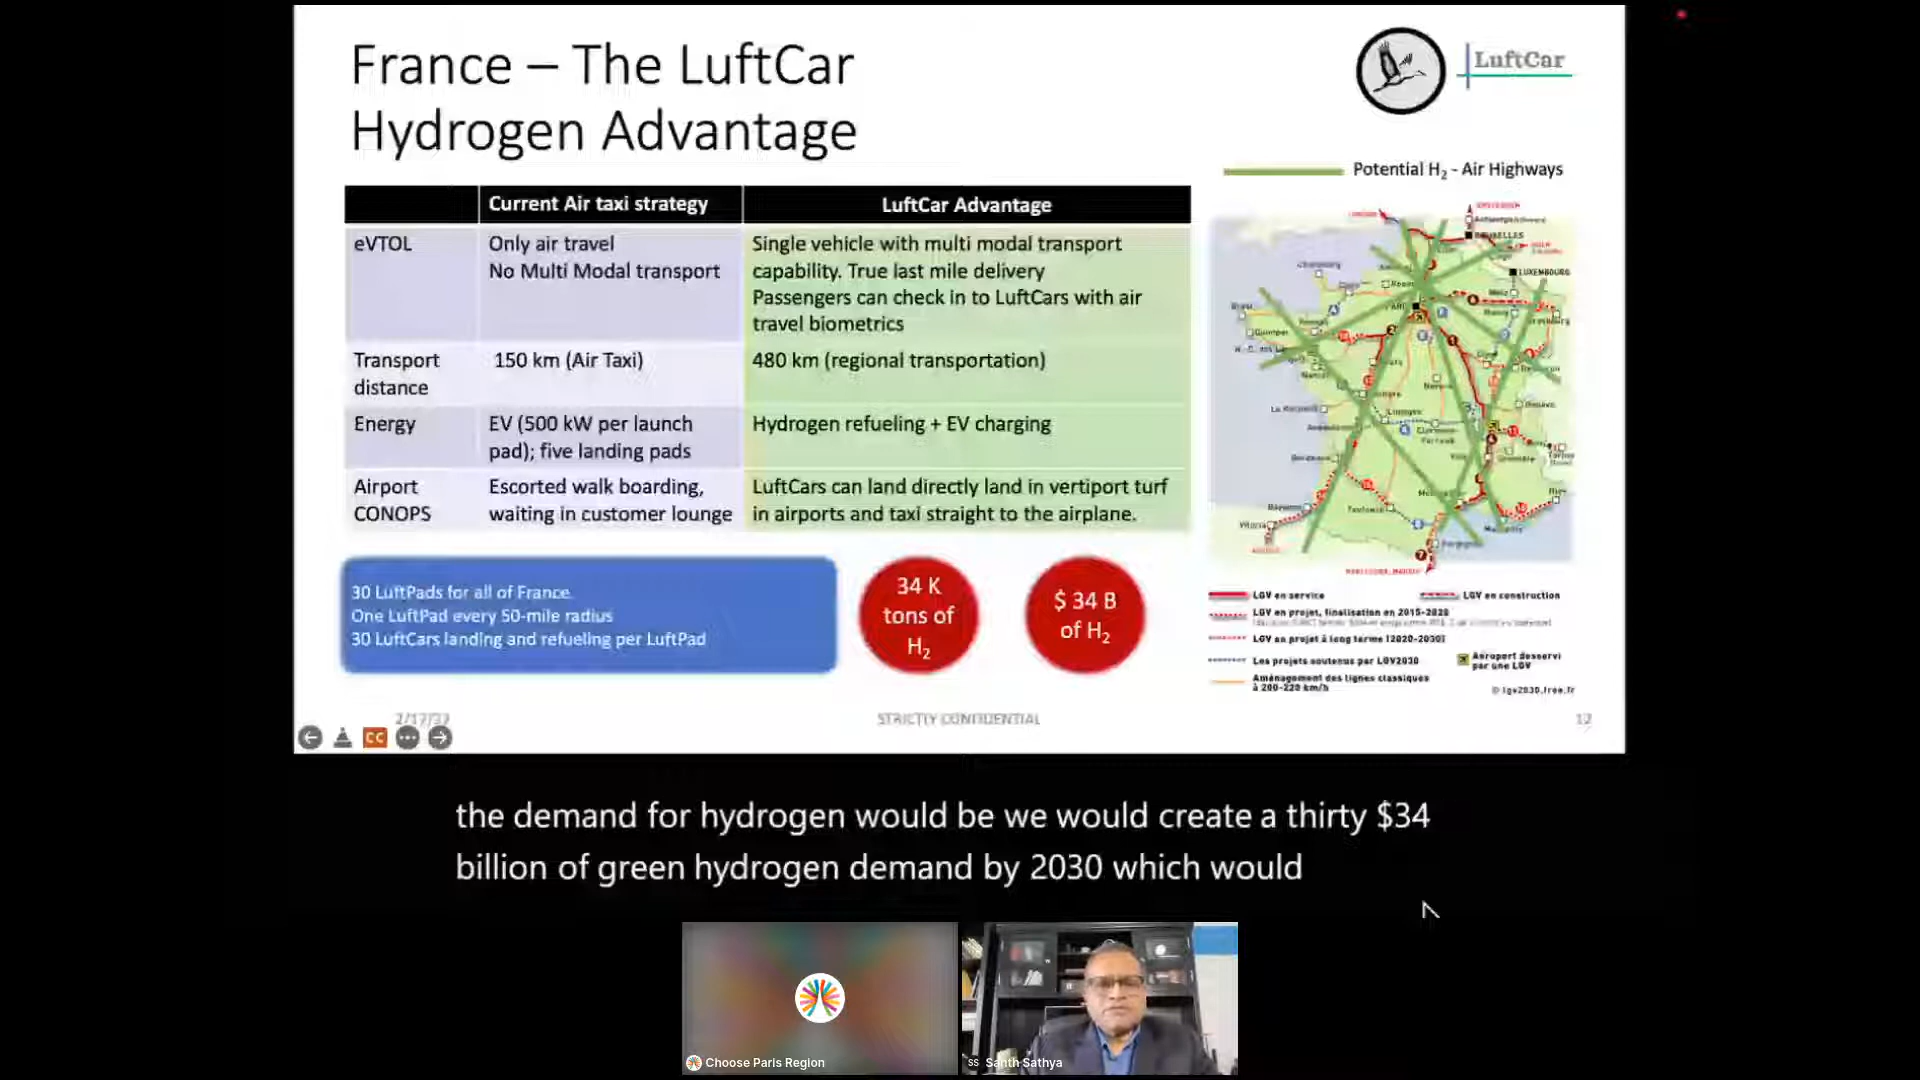 France – The LuftCar
Hydrogen Advantage
LuftCar
Potential H₂ - Air Highways
Current Air taxi strategy
LuftCar Advantage
eVTOL
Only air travel
No Multi Modal transport
Single vehicle with multi modal transport
capability. True last mile delivery
Passengers can check in to LuftCars with air
travel biometrics
Transport
distance
150 km (Air Taxi)
480 km (regional transportation)
Energy
EV (500 kW per launch
pad); five landing pads
Hydrogen refueling + EV charging
Airport
CONOPS
Escorted walk boarding,
waiting in customer lounge
LuftCars can land directly land in vertiport turf
in airports and taxi straight to the airplane.
30 LuftPads for all of France
One LuftPad every 50-mile radius
30 LuftCars landing and refueling per LuftPad
34 K
tons of
H₂
$ 34 B
of H₂
BRUXELLES
LUXEMBOURG
Quimper
Limoges
Grenoble
Toulouse
LGV en service
LGV en construction
LGV en projet, finalisation en 2015-2020
LGV en projet à long terme (2020-2030)
Les projets soutenus par LGV2030
Aéroport desservi
par une LGV
Aménagement des lignes classiques
à 200-220 km/h
© lgv2030.free.fr
STRICTLY CONFIDENTIAL
12
CC
the demand for hydrogen would be we would create a thirty $34
billion of green hydrogen demand by 2030 which would
Choose Paris Region
SS Santh Sathya